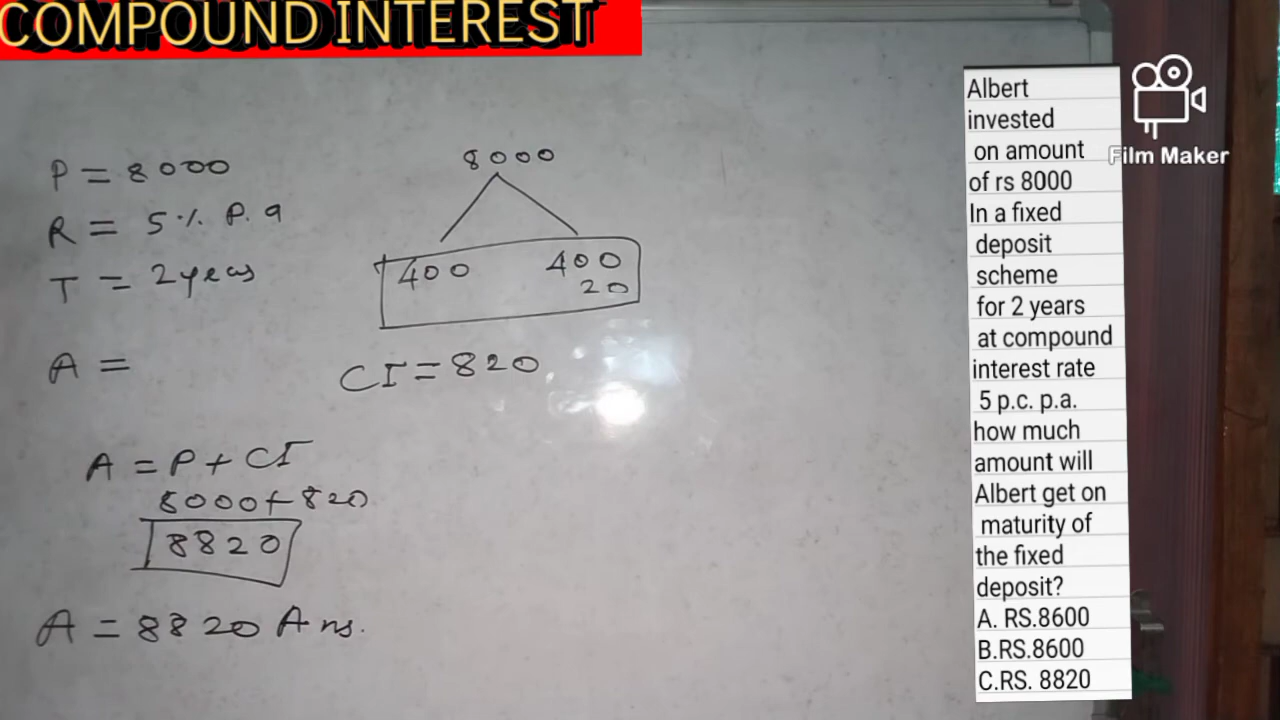 COMPOUND INTEREST
P = 8000
R = 5% P.a
T = 2 years
A =
8000
400 400
20
CI = 820
A = P + CI
8000 + 820
8820
A = 8820 Ans.
Albert
invested
on amount
of rs 8000
In a fixed
deposit
scheme
for 2 years
at compound
interest rate
5 p.c. p.a.
how much
amount will
Albert get on
maturity of
the fixed
deposit?
A. RS.8600
B.RS.8600
C.RS. 8820
Film Maker